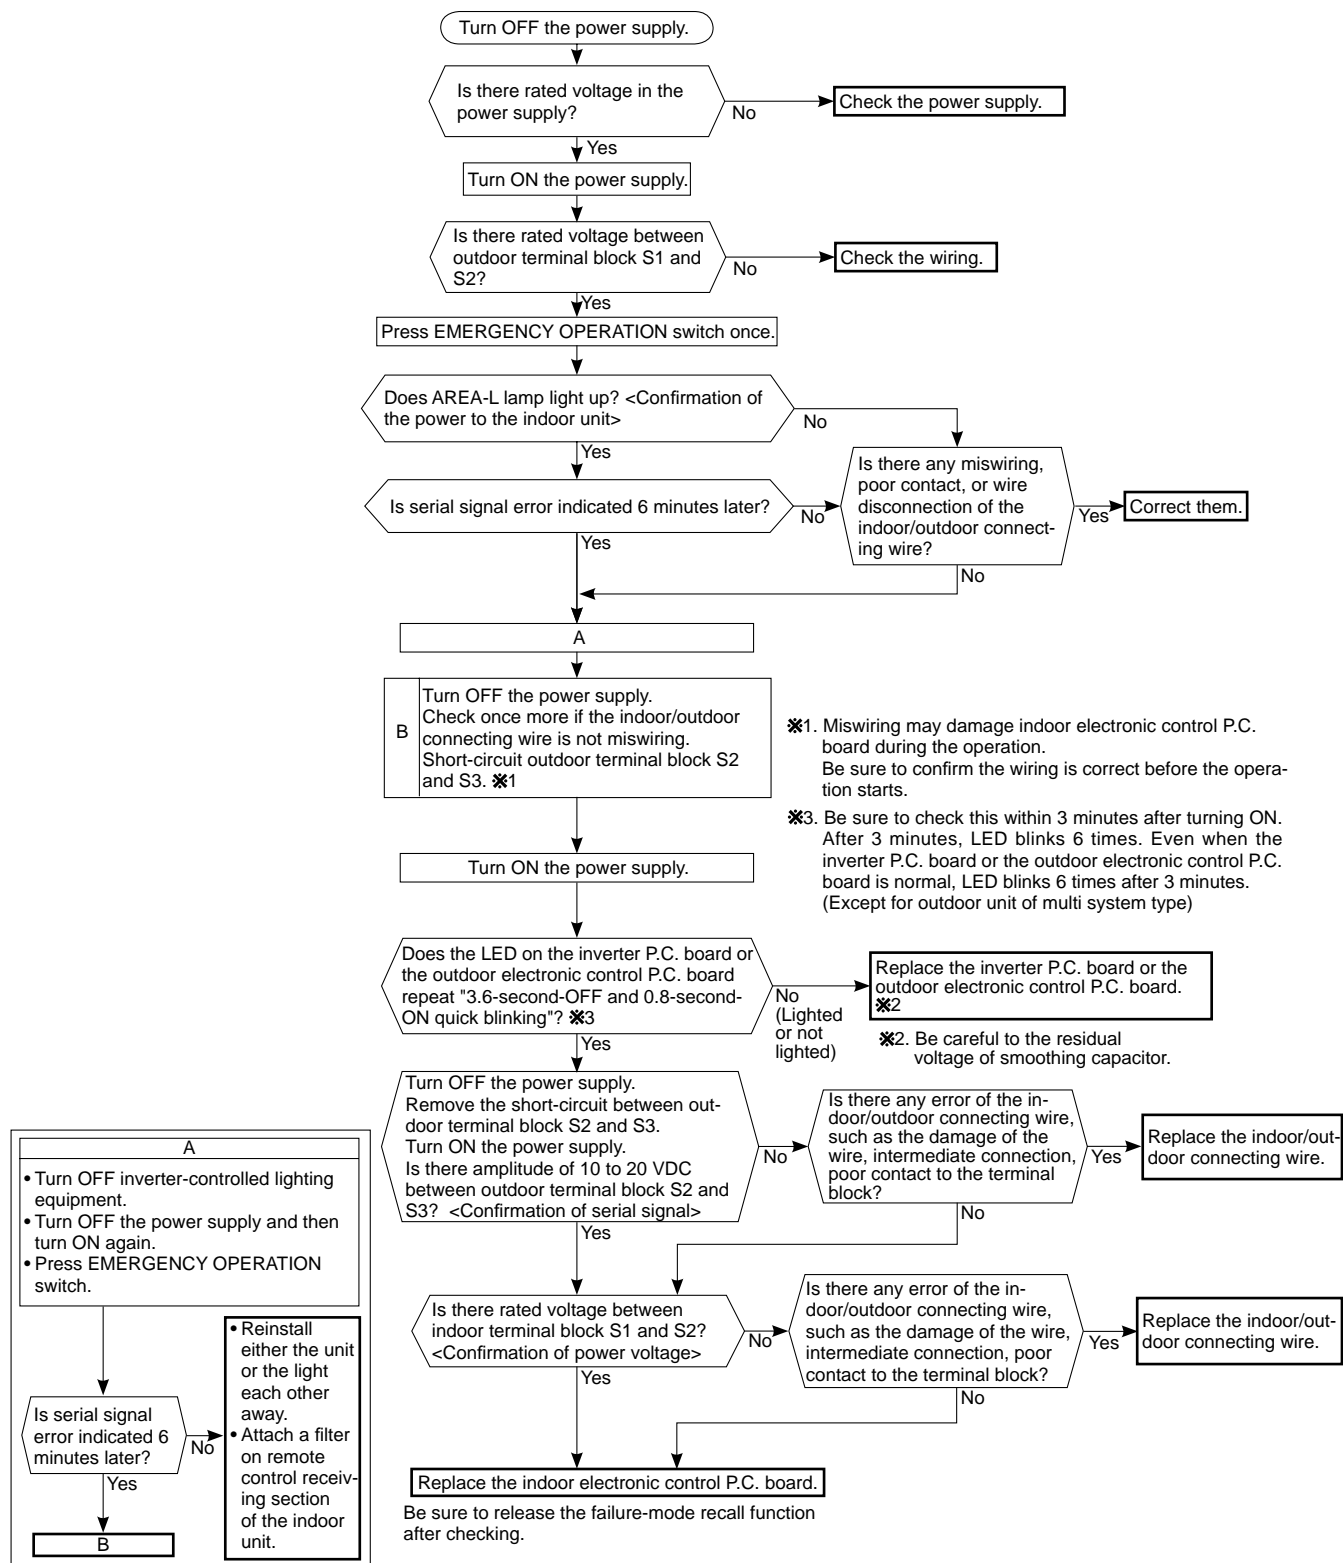 Turn OFF the power supply.
Is there rated voltage in the
power supply?
No
Check the power supply.
Yes
Turn ON the power supply.
Is there rated voltage between
outdoor terminal block S1 and
S2?
No
Check the wiring.
Yes
Press EMERGENCY OPERATION switch once.
Does AREA-L lamp light up? <Confirmation of
the power to the indoor unit>
No
Yes
Is serial signal error indicated 6 minutes later?
No
Is there any miswiring,
poor contact, or wire
disconnection of the
indoor/outdoor connect-
ing wire?
Yes
Correct them.
Yes
No
A
B
Turn OFF the power supply.
Check once more if the indoor/outdoor
connecting wire is not miswiring.
Short-circuit outdoor terminal block S2
and S3. ※1
※1. Miswiring may damage indoor electronic control P.C.
board during the operation.
Be sure to confirm the wiring is correct before the opera-
tion starts.
※3. Be sure to check this within 3 minutes after turning ON.
After 3 minutes, LED blinks 6 times. Even when the
inverter P.C. board or the outdoor electronic control P.C.
board is normal, LED blinks 6 times after 3 minutes.
(Except for outdoor unit of multi system type)
Turn ON the power supply.
Does the LED on the inverter P.C. board or
the outdoor electronic control P.C. board
repeat "3.6-second-OFF and 0.8-second-
ON quick blinking"? ※3
No
(Lighted
or not
lighted)
Replace the inverter P.C. board or the
outdoor electronic control P.C. board.
※2
※2. Be careful to the residual
voltage of smoothing capacitor.
Yes
Turn OFF the power supply.
Remove the short-circuit between out-
door terminal block S2 and S3.
Turn ON the power supply.
Is there amplitude of 10 to 20 VDC
between outdoor terminal block S2 and
S3? <Confirmation of serial signal>
No
Is there any error of the in-
door/outdoor connecting wire,
such as the damage of the
wire, intermediate connection,
poor contact to the terminal
block?
Yes
Replace the indoor/out-
door connecting wire.
Yes
No
Is there rated voltage between
indoor terminal block S1 and S2?
<Confirmation of power voltage>
No
Is there any error of the in-
door/outdoor connecting wire,
such as the damage of the wire,
intermediate connection, poor
contact to the terminal block?
Yes
Replace the indoor/out-
door connecting wire.
Yes
No
Replace the indoor electronic control P.C. board.
Be sure to release the failure-mode recall function
after checking.
A
• Turn OFF inverter-controlled lighting
equipment.
• Turn OFF the power supply and then
turn ON again.
• Press EMERGENCY OPERATION
switch.
Is serial signal
error indicated 6
minutes later?
No
• Reinstall
either the unit
or the light
each other
away.
• Attach a filter
on remote
control receiv-
ing section
of the indoor
unit.
Yes
B